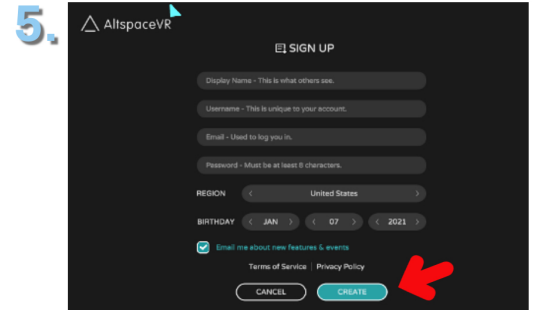 5.
AltspaceVR
SIGN UP
Display Name - This is what others see.
Username - This is unique to your account.
Email - Used to log you in.
Password - Must be at least 8 characters.
REGION < United States >
BIRTHDAY < JAN > < 07 > < 2021 >
Email me about new features & events
Terms of Service | Privacy Policy
CANCEL CREATE